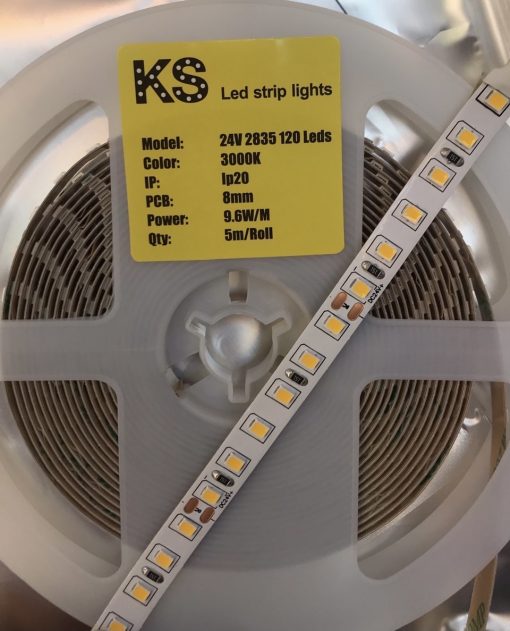 KS Led strip lights
Model: 24V 2835 120 Leds
Color: 3000K
IP: Ip20
PCB: 8mm
Power: 9.6W/M
Qty: 5m/Roll